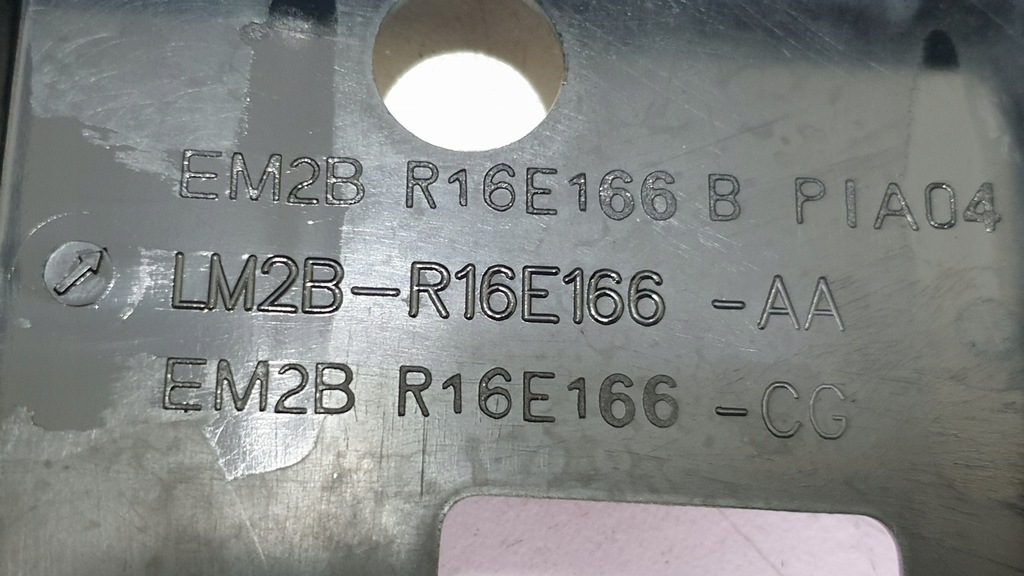 EM2B R16E166 B PIA04
LM2B-R16E166 -AA
EM2B R16E166 -CG